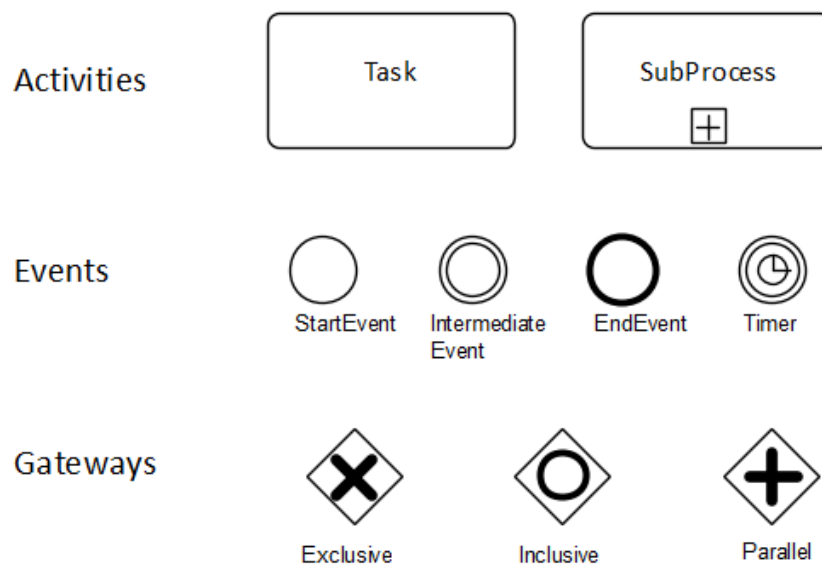 Activities
Task
SubProcess
Events
StartEvent
Intermediate
Event
EndEvent
Timer
Gateways
Exclusive
Inclusive
Parallel